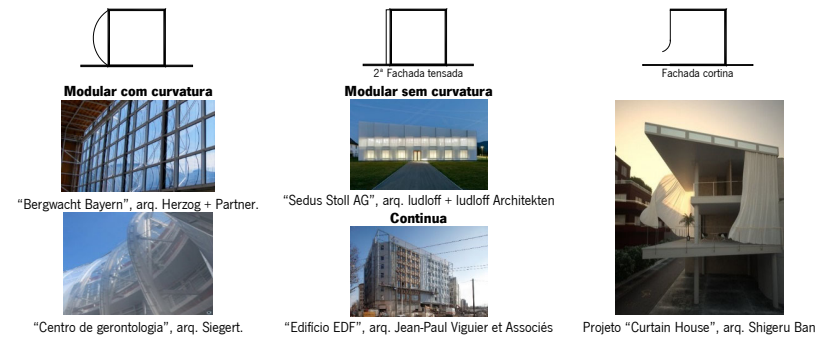 2ª Fachada tensada
Fachada cortina
Modular com curvatura
Modular sem curvatura
“Bergwacht Bayern”, arq. Herzog + Partner.
“Sedus Stoll AG”, arq. ludloff + ludloff Architekten
Continua
“Centro de gerontologia”, arq. Siegert.
“Edifício EDF”, arq. Jean-Paul Viguier et Associés
Projeto “Curtain House”, arq. Shigeru Ban